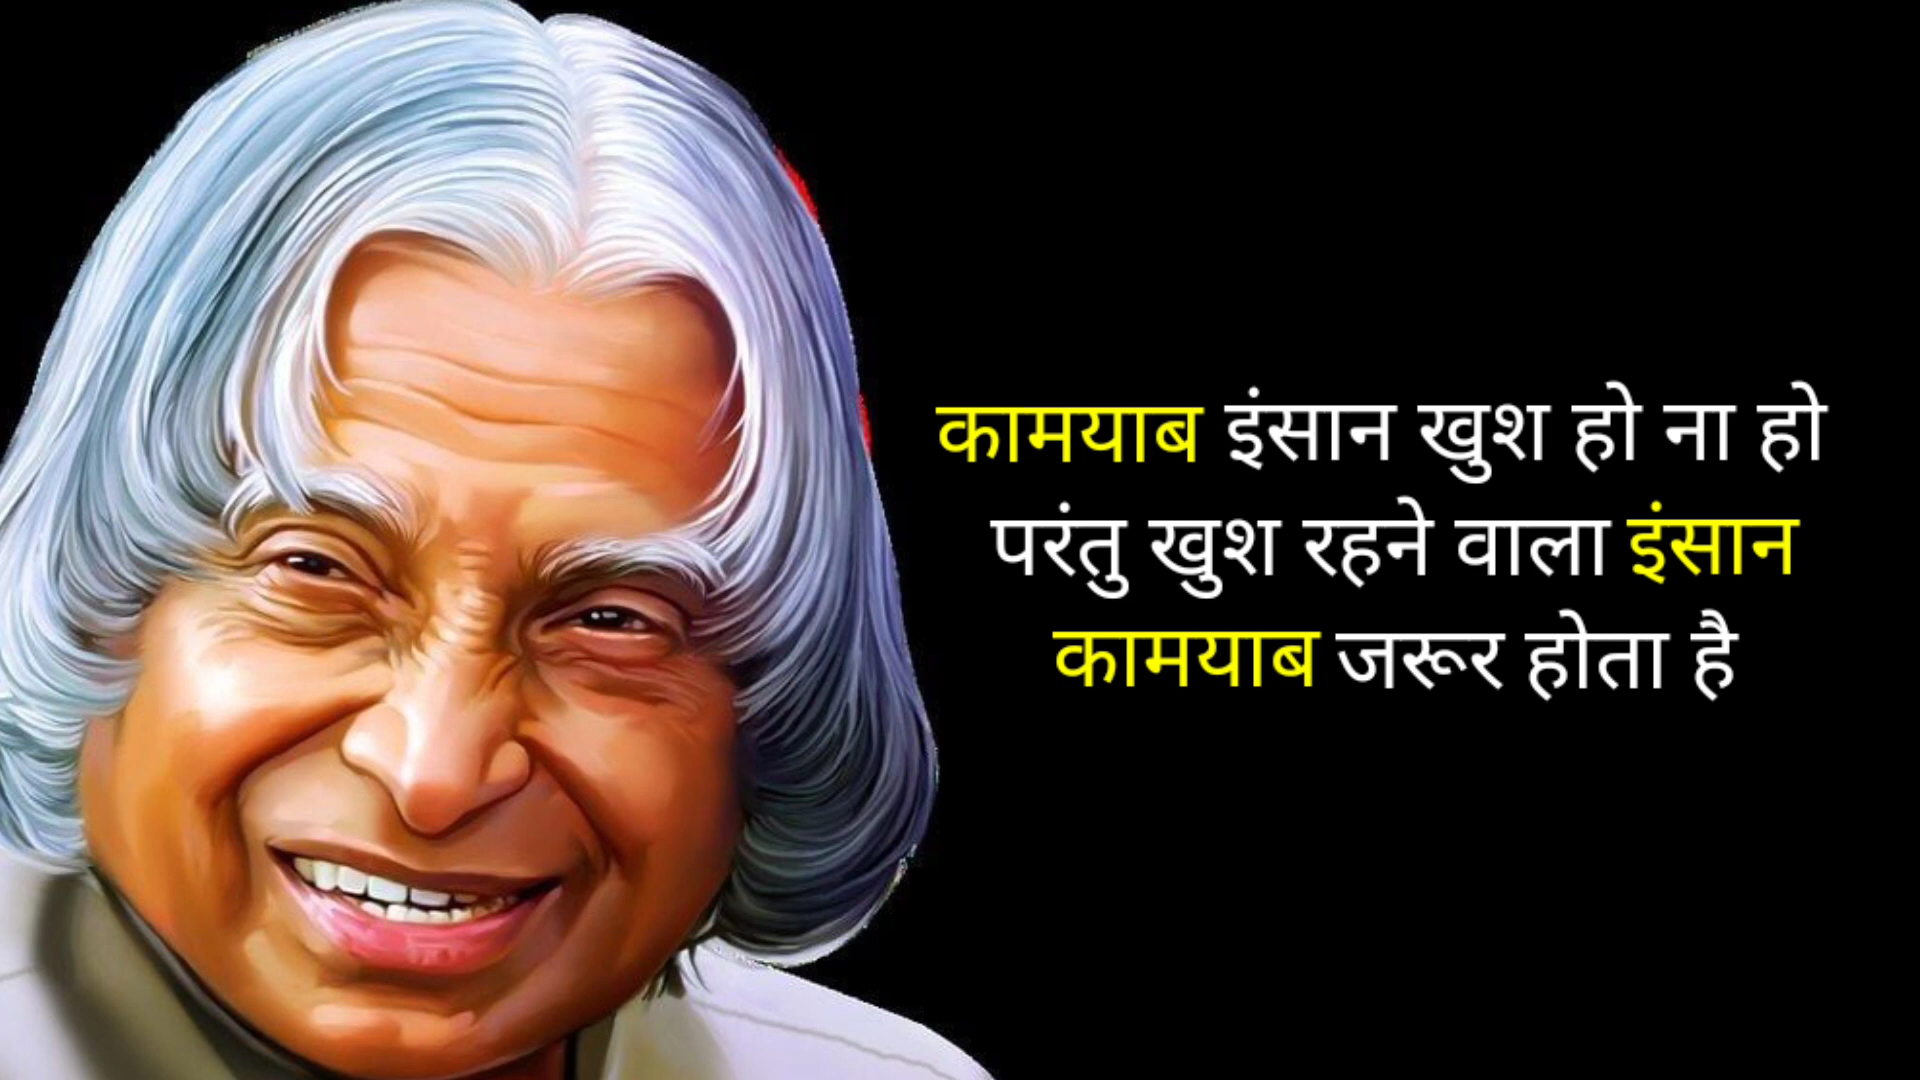 कामयाब इंसान खुश हो ना हो
परंतु खुश रहने वाला इंसान
कामयाब जरूर होता है